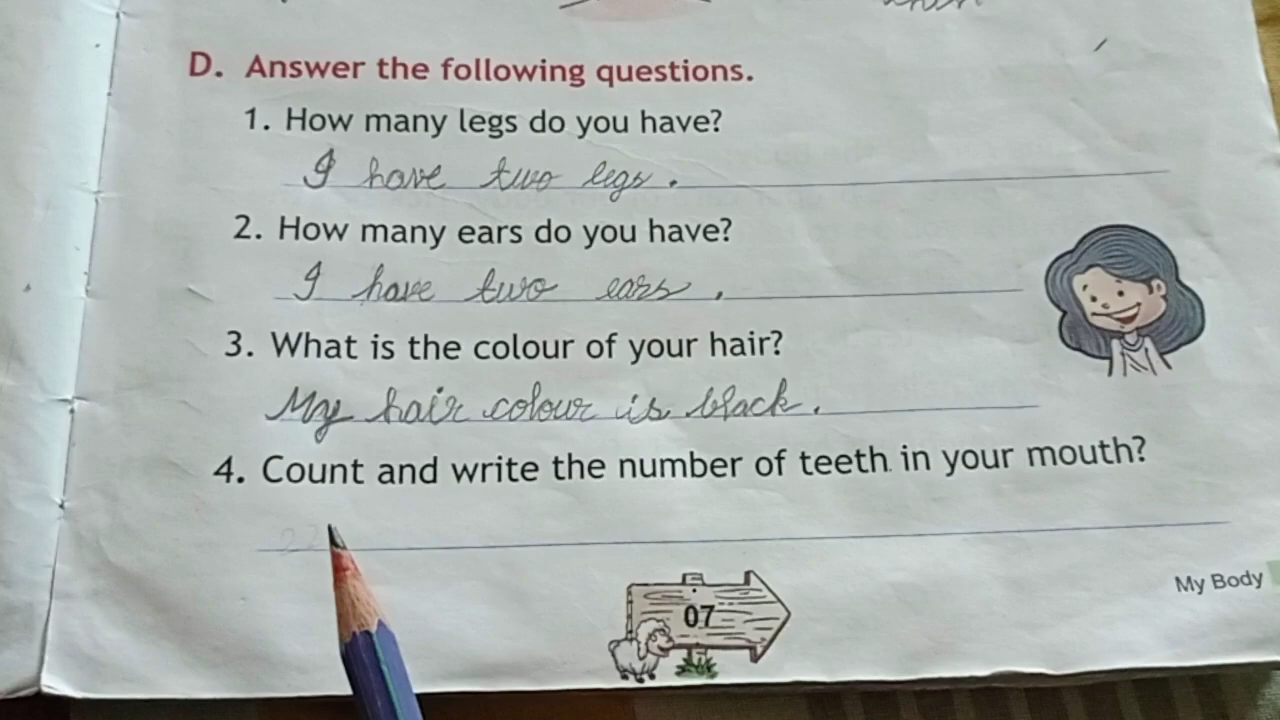 D. Answer the following questions.
1. How many legs do you have?
I have two legs.
2. How many ears do you have?
I have two ears.
3. What is the colour of your hair?
My hair colour is black.
4. Count and write the number of teeth in your mouth?
07
My Body